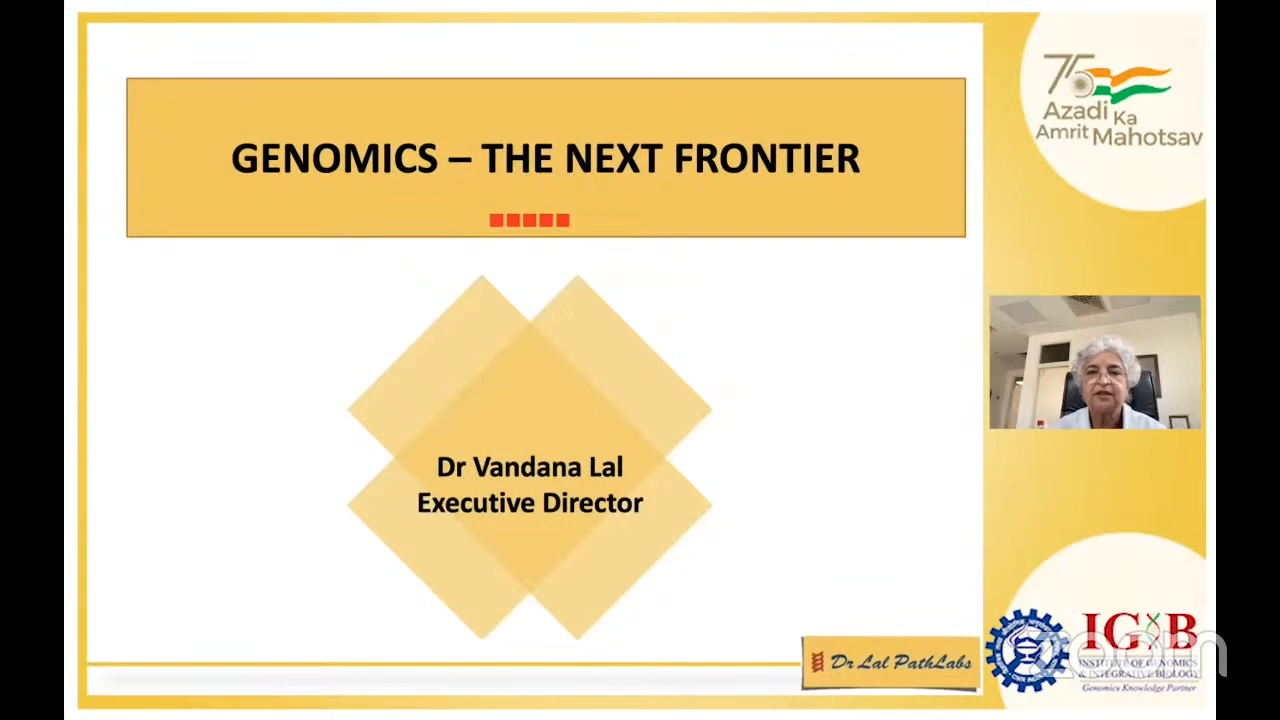 GENOMICS – THE NEXT FRONTIER
Dr Vandana Lal
Executive Director
75
Azadi Ka
Amrit Mahotsav
Dr Lal PathLabs
IGIB
INSTITUTE OF GENOMICS
& INTEGRATIVE BIOLOGY
Genomics Knowledge Partner
zoom